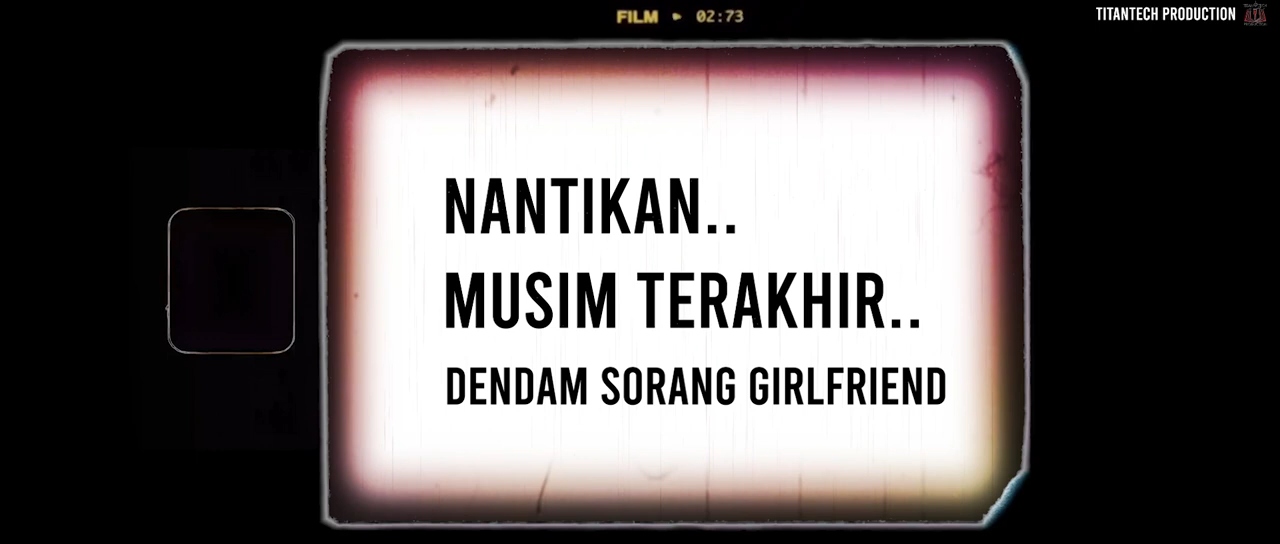 FILM ► 02:73
TITANTECH PRODUCTION
NANTIKAN..
MUSIM TERAKHIR..
DENDAM SORANG GIRLFRIEND